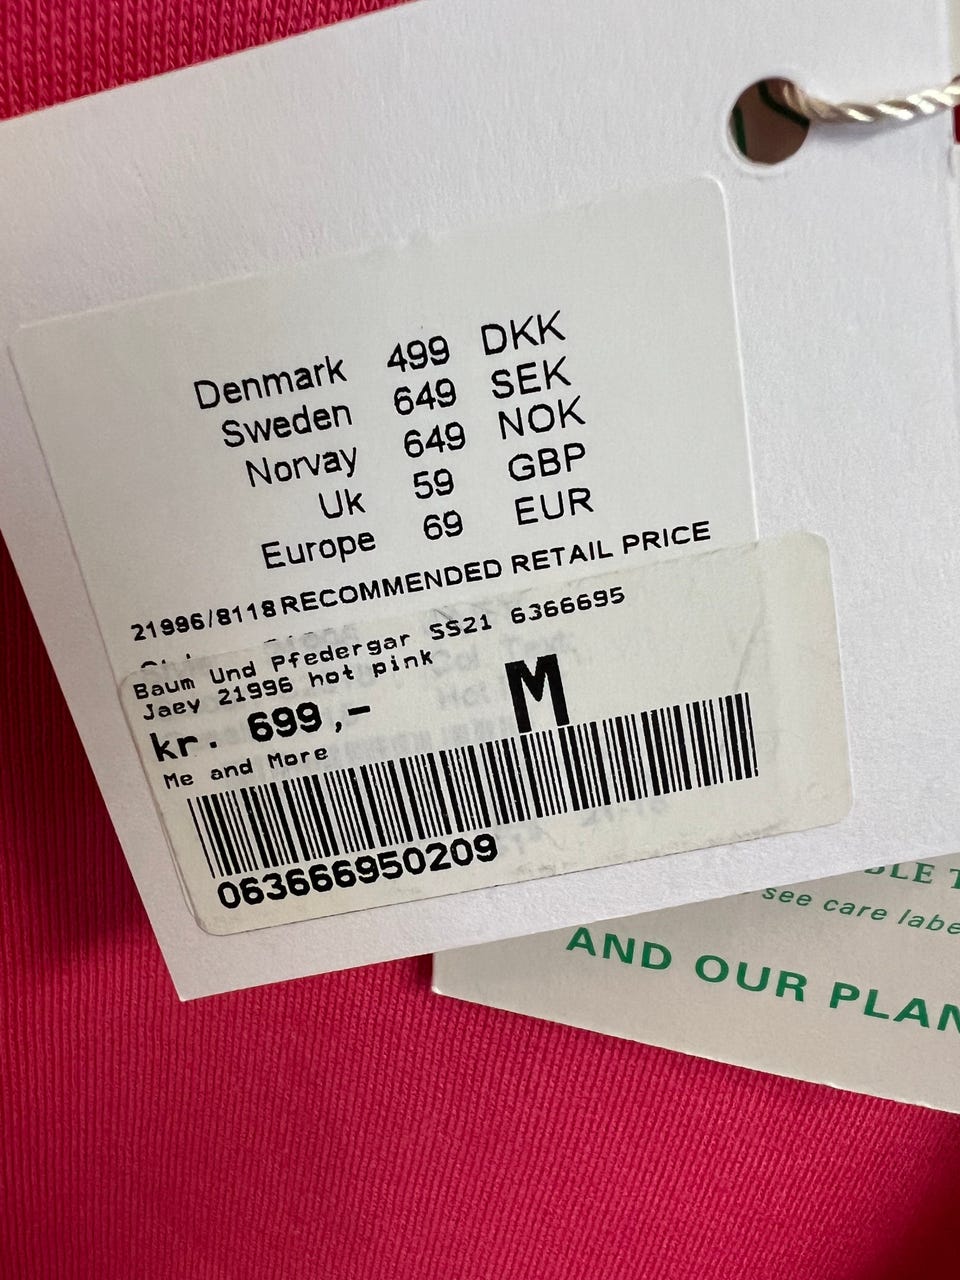 Denmark 499 DKK
Sweden 649 SEK
Norvay 649 NOK
Uk 59 GBP
Europe 69 EUR
21996/8118 RECOMMENDED RETAIL PRICE
Baum Und Pfedergar SS21 6366695
Jaey 21996 hot pink
kr. 699,- M
Me and More
063666950209
see care labe
AND OUR PLAN